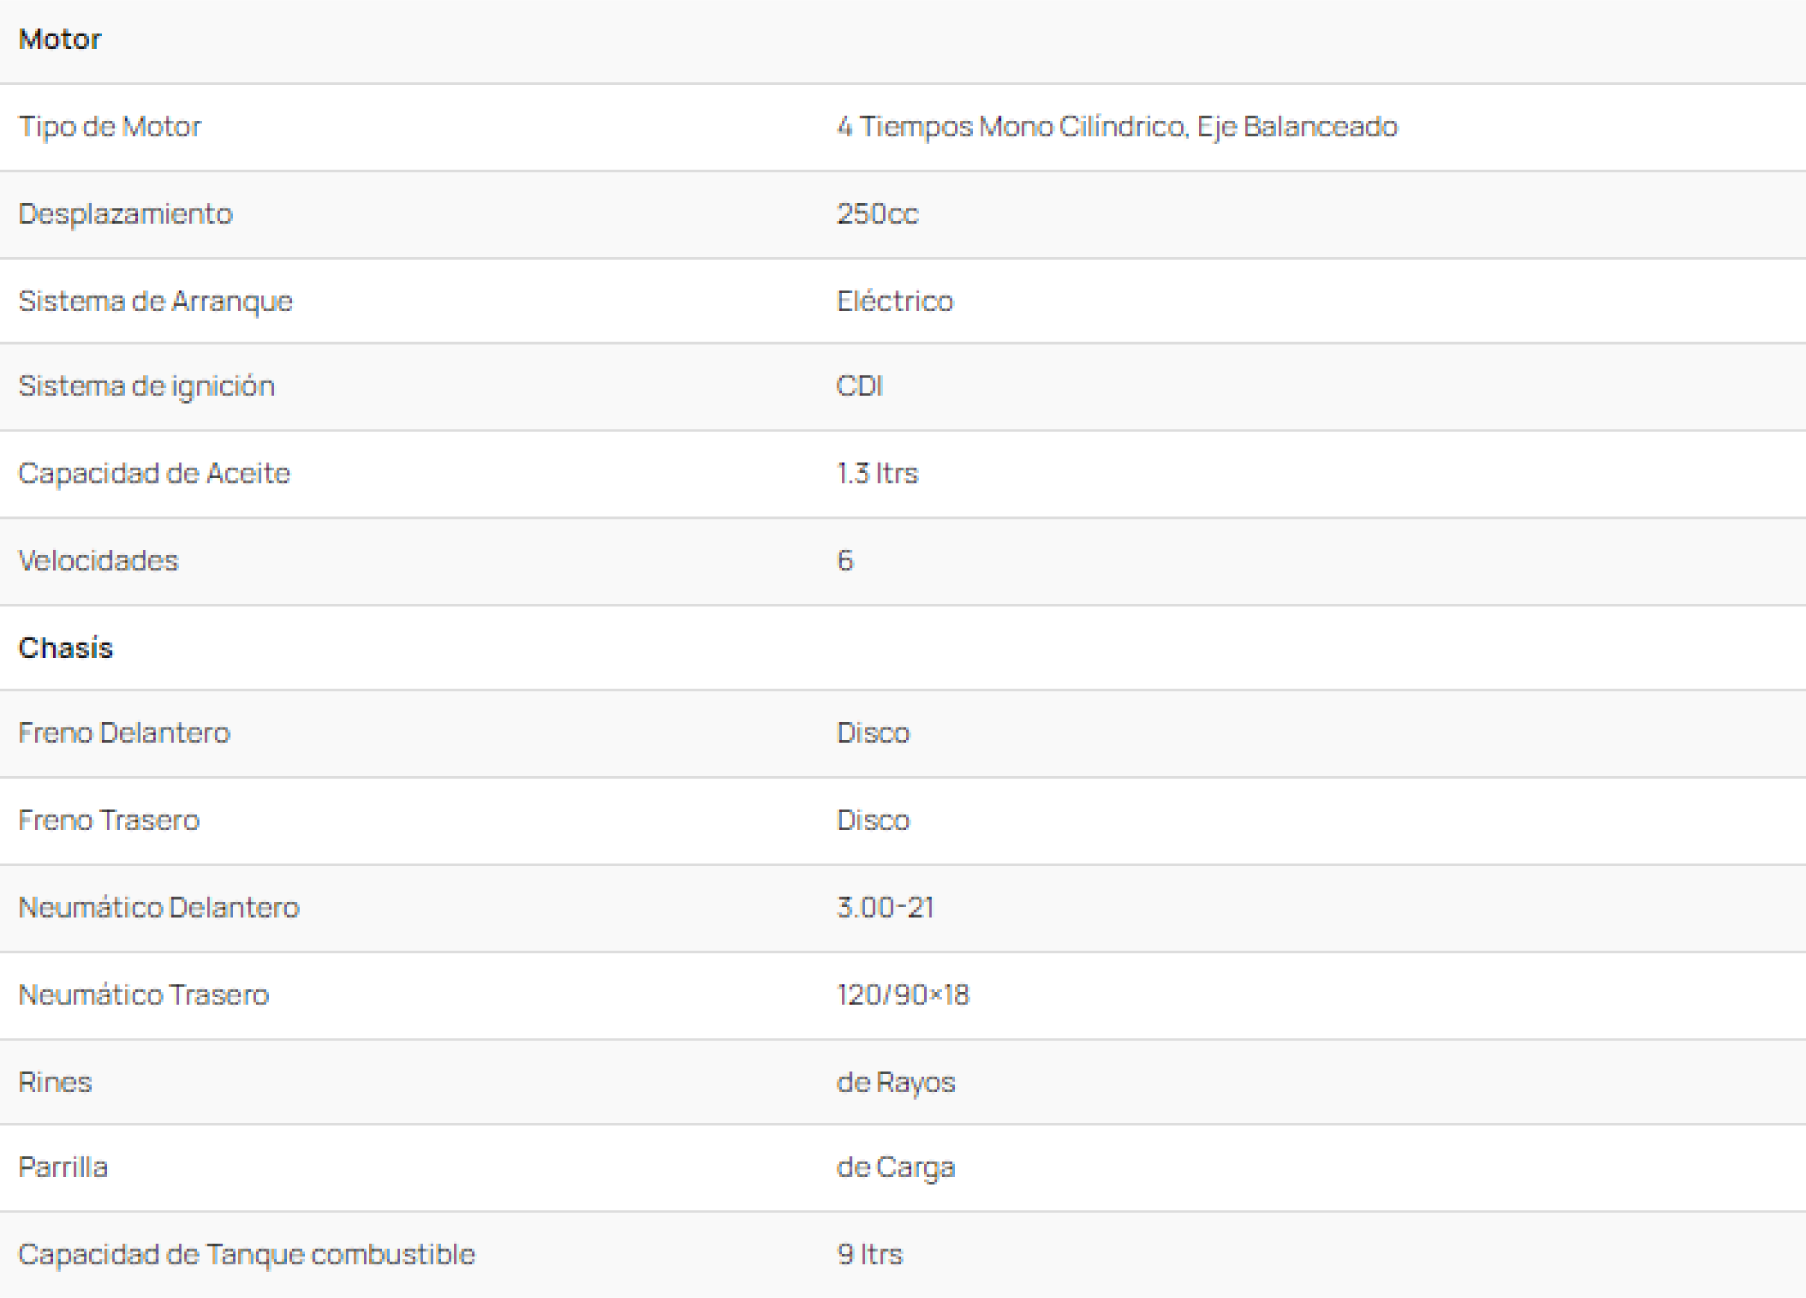 Motor
Tipo de Motor 4 Tiempos Mono Cilíndrico, Eje Balanceado
Desplazamiento 250cc
Sistema de Arranque Eléctrico
Sistema de ignición CDI
Capacidad de Aceite 1.3 ltrs
Velocidades 6
Chasís
Freno Delantero Disco
Freno Trasero Disco
Neumático Delantero 3.00-21
Neumático Trasero 120/90×18
Rines de Rayos
Parrilla de Carga
Capacidad de Tanque combustible 9 ltrs